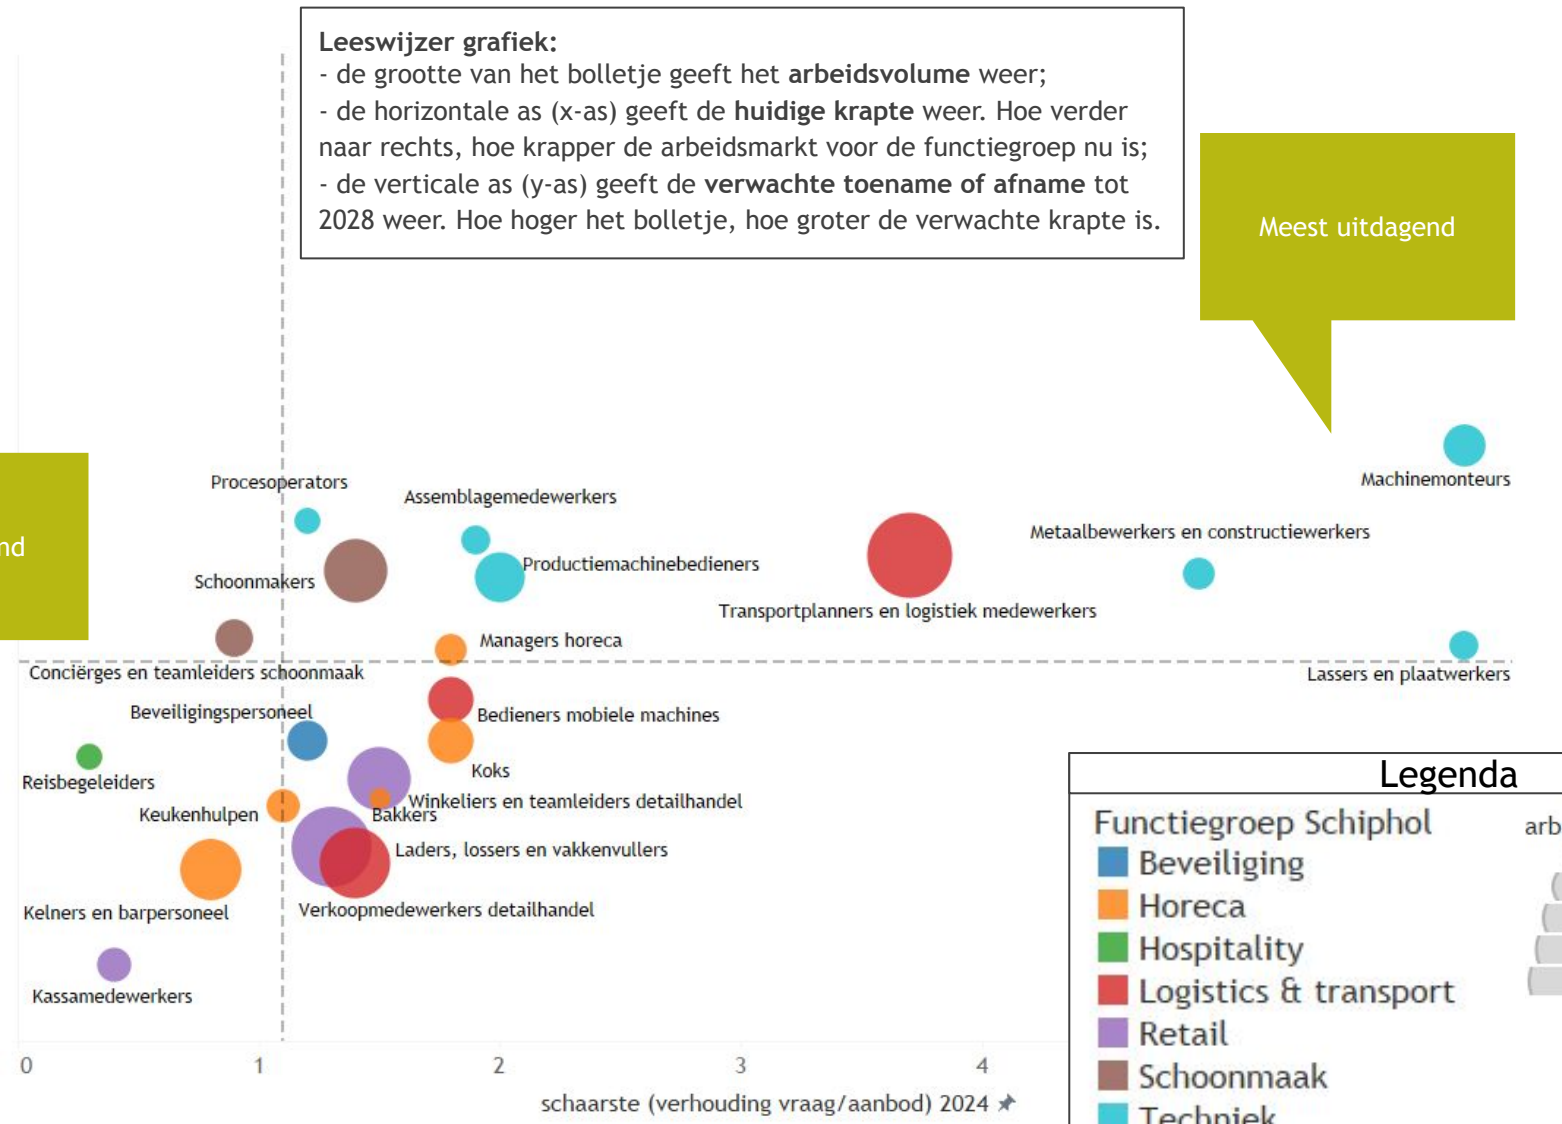 Leeswijzer grafiek:
- de grootte van het bolletje geeft het arbeidsvolume weer;
- de horizontale as (x-as) geeft de huidige krapte weer. Hoe verder
naar rechts, hoe krapper de arbeidsmarkt voor de functiegroep nu is;
- de verticale as (y-as) geeft de verwachte toename of afname tot
2028 weer. Hoe hoger het bolletje, hoe groter de verwachte krapte is.
Meest uitdagend
Machinemonteurs
Procesoperators
Assemblagemedewerkers
Metaalbewerkers en constructiewerkers
Productiemachinebedieners
Schoonmakers
Transportplanners en logistiek medewerkers
Managers horeca
Conciërges en teamleiders schoonmaak
Lassers en plaatwerkers
Beveiligingspersoneel
Bedieners mobiele machines
Koks
Reisbegeleiders
Winkeliers en teamleiders detailhandel
Keukenhulpen
Bakkers
Laders, lossers en vakkenvullers
Kelners en barpersoneel
Verkoopmedewerkers detailhandel
Kassamedewerkers
0 1 2 3 4
schaarste (verhouding vraag/aanbod) 2024
Legenda
Functiegroep Schiphol
Beveiliging
Horeca
Hospitality
Logistics & transport
Retail
Schoonmaak
Techniek